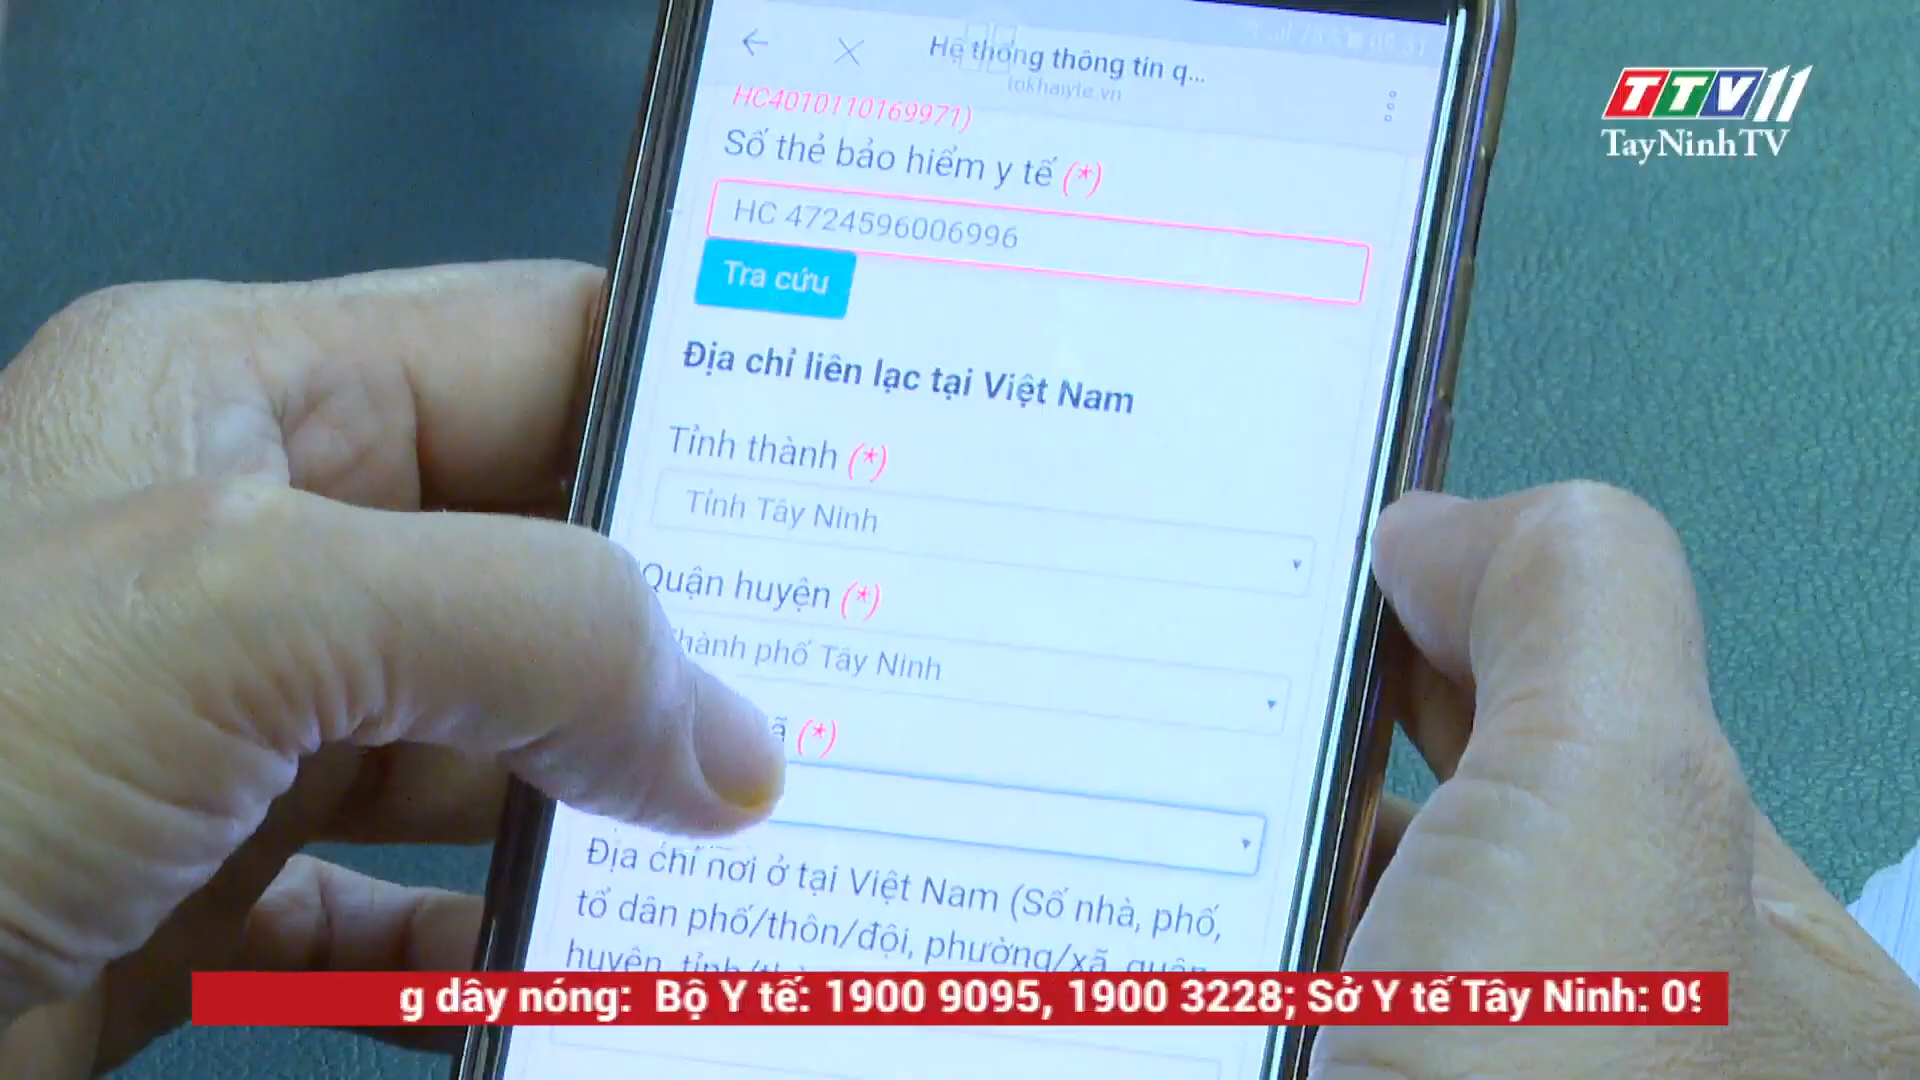 Hệ thống thông tin q...
tokhaiyte.vn
TTV11
TayNinhTV
HC4010110169971)
Số thẻ bảo hiểm y tế (*)
HC 4724596006996
Tra cứu
Địa chỉ liên lạc tại Việt Nam
Tỉnh thành (*)
Tỉnh Tây Ninh
Quận huyện (*)
hành phố Tây Ninh
ã (*)
Địa chỉ nơi ở tại Việt Nam (Số nhà, phố,
tổ dân phố/thôn/đội, phường/xã, quận
huyện,
g dây nóng: Bộ Y tế: 1900 9095, 1900 3228; Sở Y tế Tây Ninh: 09